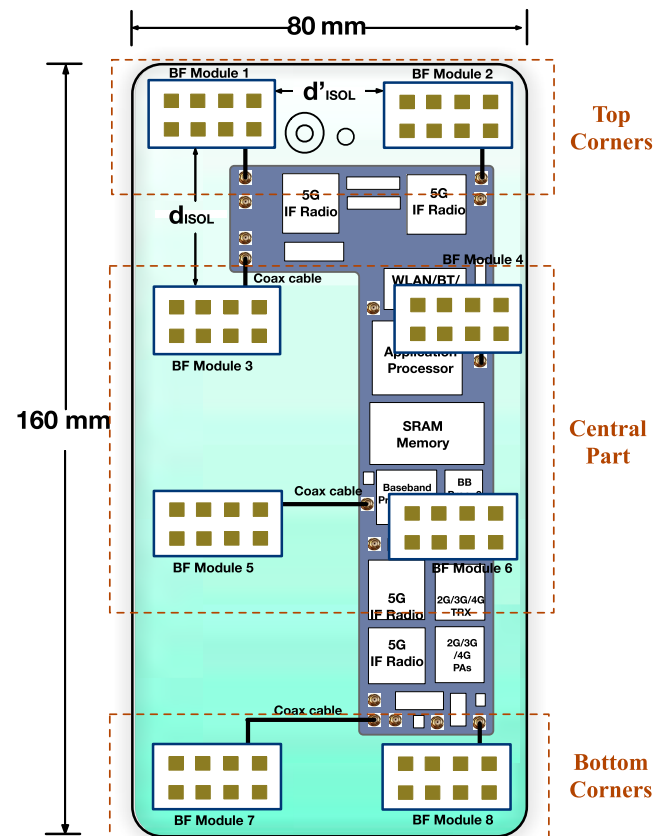 80 mm
BF Module 1
BF Module 2
d'ISOL
Top
Corners
dISOL
5G
IF Radio
5G
IF Radio
Coax cable
BF Module 4
WLAN/BT/
BF Module 3
Application
Processor
160 mm
SRAM
Memory
Central
Part
Coax cable
Baseband
BB
BF Module 5
BF Module 6
5G
IF Radio
2G/3G/4G
TRX
5G
IF Radio
2G/3G
/4G
PAs
Coax cable
Bottom
Corners
BF Module 7
BF Module 8